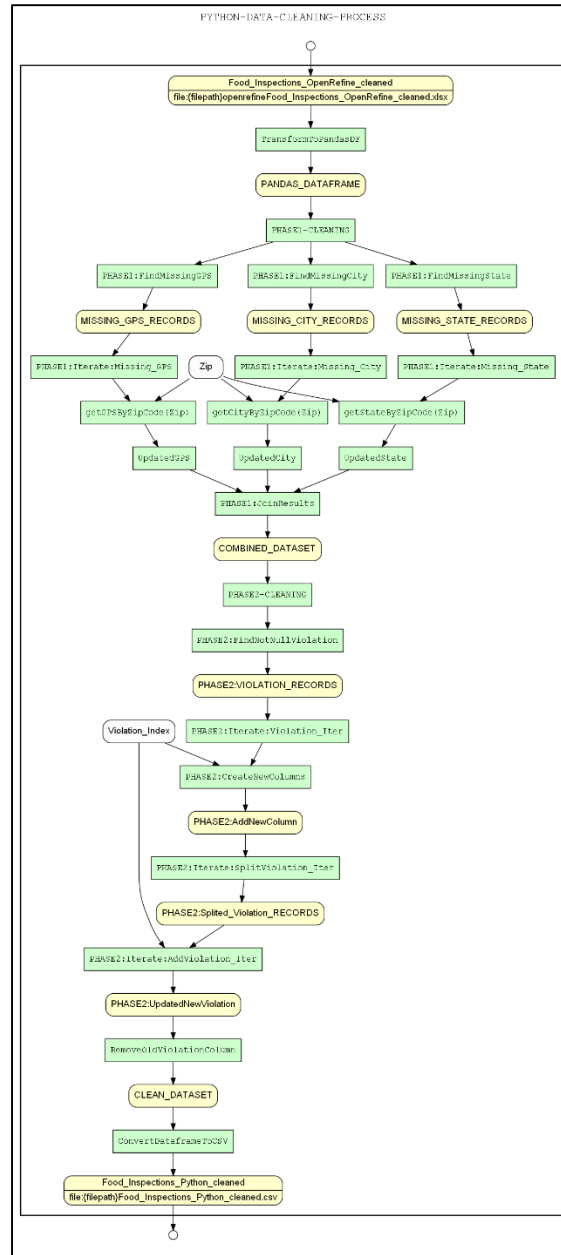 PYTHON-DATA-CLEANING-PROCESS
Food_Inspections_OpenRefine_cleaned
file:{filepath}openrefineFood_Inspections_OpenRefine_cleaned.xlsx
TransformToPandasDF
PANDAS_DATAFRAME
PHASE1-CLEANING
PHASE1:FindMissingGPS PHASE1:FindMissingCity PHASE1:FindMissingState
MISSING_GPS_RECORDS MISSING_CITY_RECORDS MISSING_STATE_RECORDS
PHASE1:Iterate:Missing_GPS Zip PHASE1:Iterate:Missing_City PHASE1:Iterate:Missing_State
getGPSByZipCode(Zip) getCityByZipCode(Zip) getStateByZipCode(Zip)
UpdatedGPS UpdatedCity UpdatedState
PHASE1:JoinResults
COMBINED_DATASET
PHASE2-CLEANING
PHASE2:FindNotNullViolation
PHASE2:VIOLATION_RECORDS
Violation_Index PHASE2:Iterate:Violation_Iter
PHASE2:CreateNewColumns
PHASE2:AddNewColumn
PHASE2:Iterate:SplitViolation_Iter
PHASE2:Splited_Violation_RECORDS
PHASE2:Iterate:AddViolation_Iter
PHASE2:UpdatedNewViolation
RemoveOldViolationColumn
CLEAN_DATASET
ConvertDataframeToCSV
Food_Inspections_Python_cleaned
file:{filepath}Food_Inspections_Python_cleaned.csv